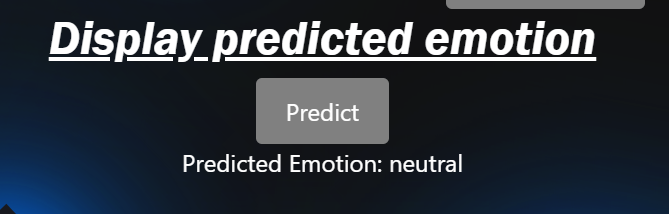 Display predicted emotion
Predict
Predicted Emotion: neutral